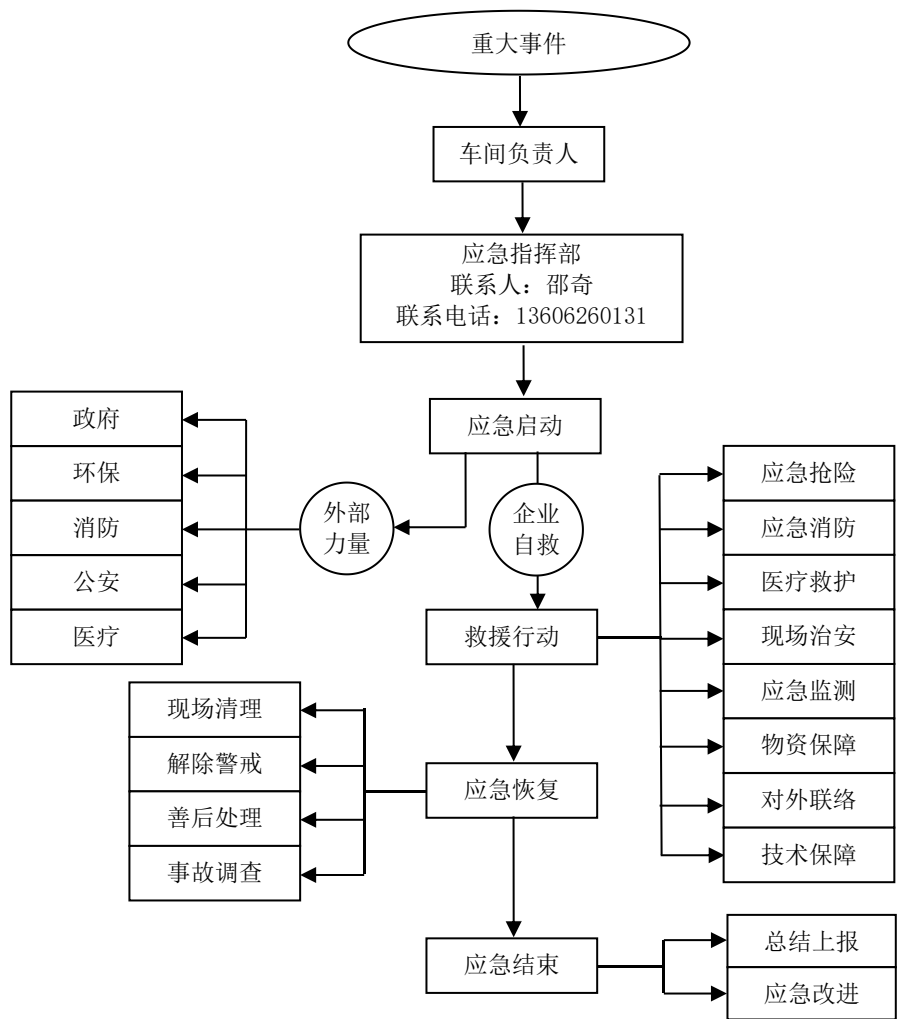 重大事件
车间负责人
应急指挥部
联系人：邵奇
联系电话：13606260131
应急启动
政府
环保
消防
公安
医疗
外部
力量
企业
自救
应急抢险
应急消防
医疗救护
现场治安
应急监测
物资保障
对外联络
技术保障
救援行动
现场清理
解除警戒
善后处理
事故调查
应急恢复
应急结束
总结上报
应急改进